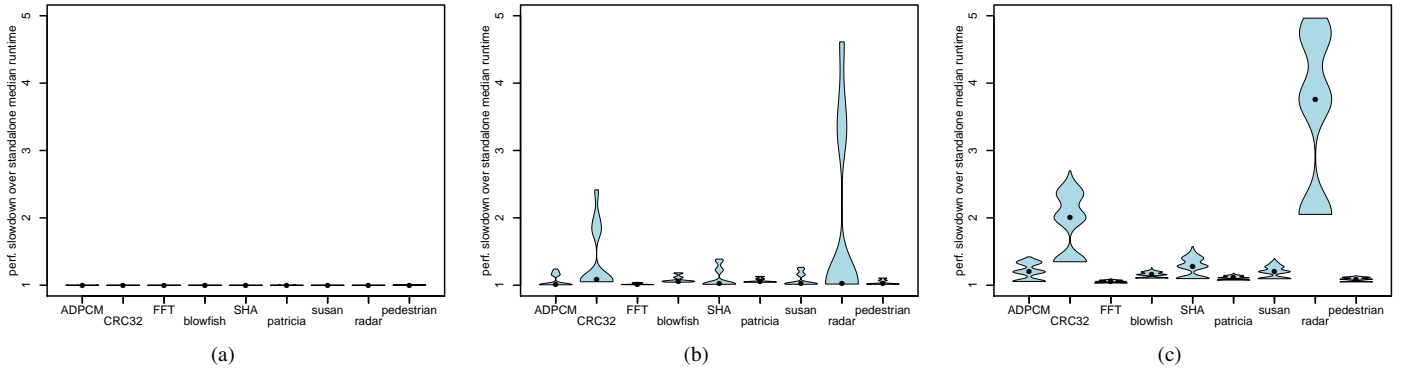 perf. slowdown over standalone median runtime
5
4
3
2
1
ADPCM FFT SHA susan pedestrian
CRC32 blowfish patricia radar
(a)
perf. slowdown over standalone median runtime
5
4
3
2
1
ADPCM FFT SHA susan pedestrian
CRC32 blowfish patricia radar
(b)
perf. slowdown over standalone median runtime
5
4
3
2
1
ADPCM FFT SHA susan pedestrian
CRC32 blowfish patricia radar
(c)